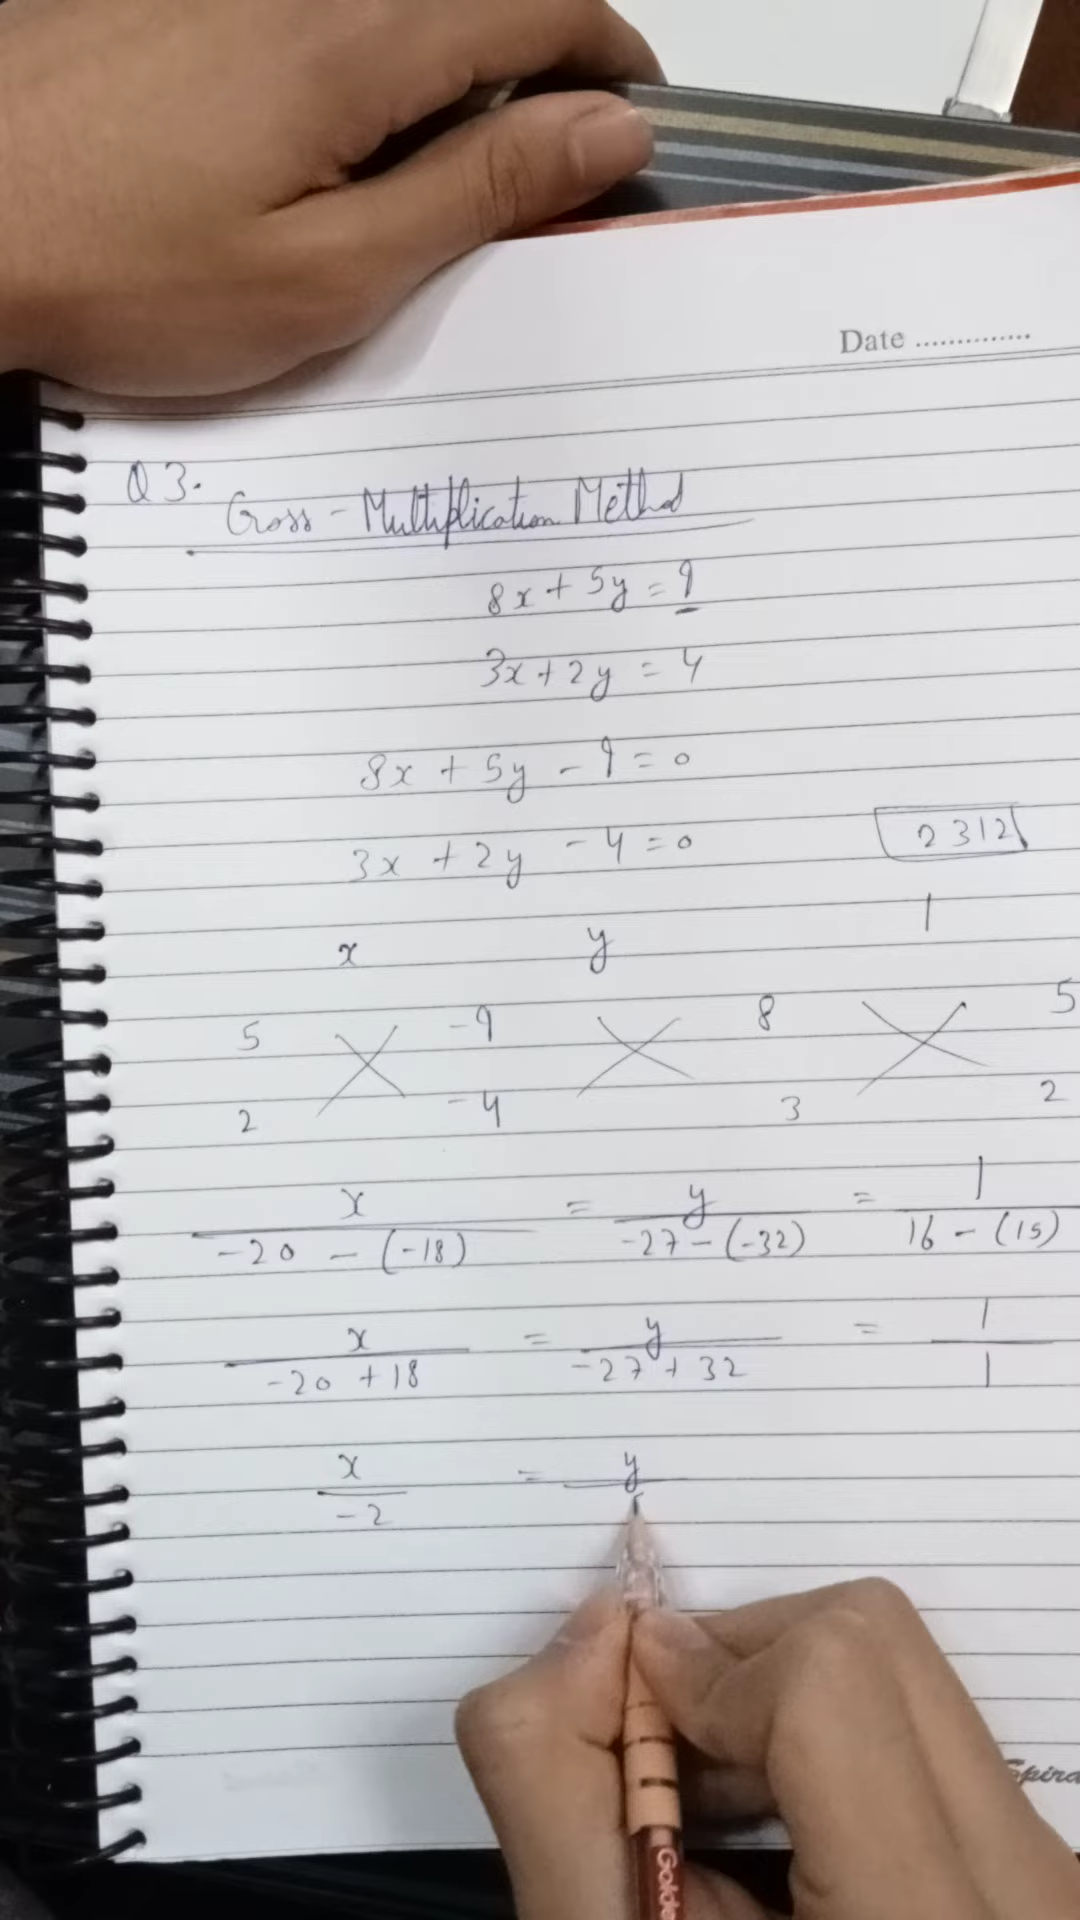 Date ..............
Q 3.
Cross - Multiplication Method
8x + 5y = 9
3x + 2y = 4
8x + 5y - 9 = 0
3x + 2y - 4 = 0
2312
x y 1
5 -9 8 5
2 -4 3 2
x = y = 1
-20 - (-18) -27 - (-32) 16 - (15)
x = y = 1
-20 + 18 -27 + 32 1
x = y
-2
Golde